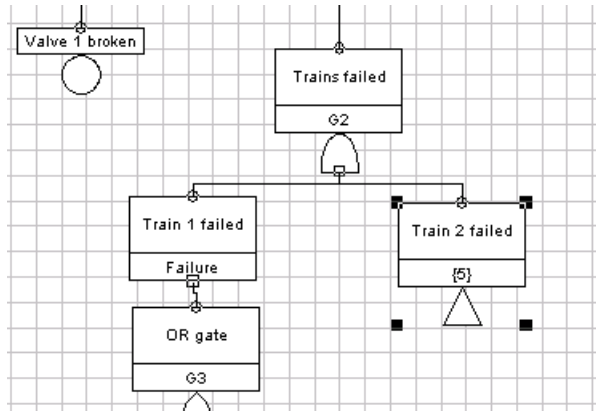 Valve 1 broken
Trains failed
G2
Train 1 failed
Failure
Train 2 failed
{5}
OR gate
G3